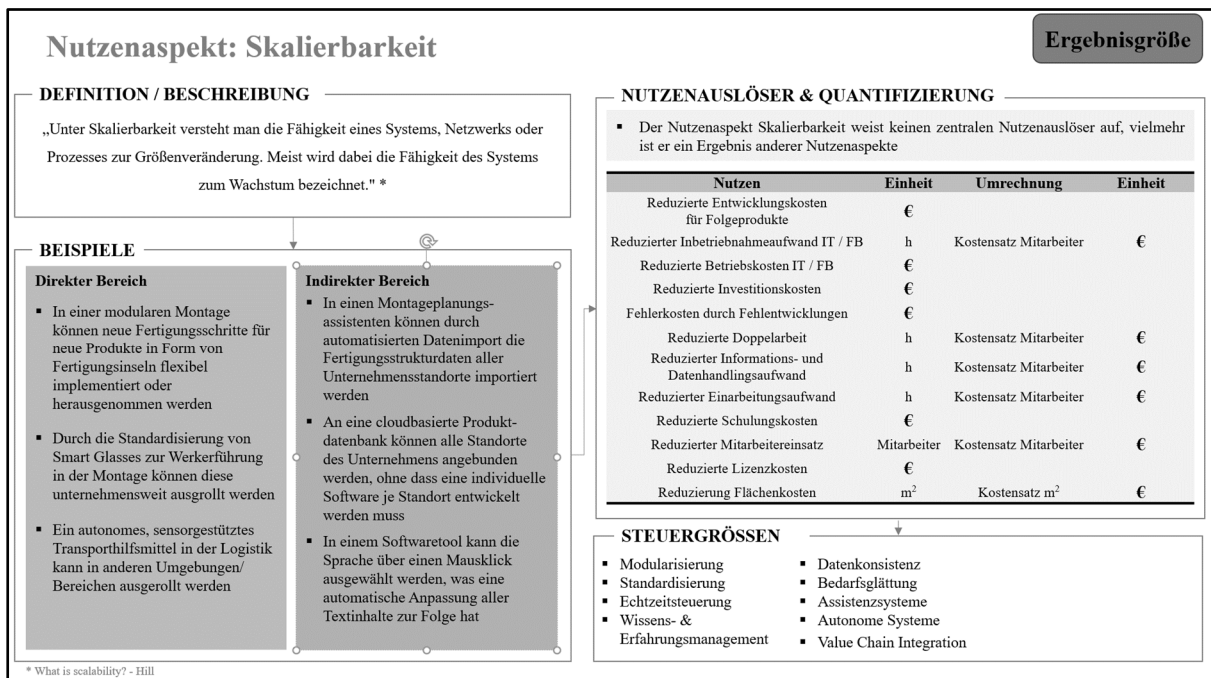 Nutzenaspekt: Skalierbarkeit
Ergebnisgröße
DEFINITION / BESCHREIBUNG
„Unter Skalierbarkeit versteht man die Fähigkeit eines Systems, Netzwerks oder
Prozesses zur Größenveränderung. Meist wird dabei die Fähigkeit des Systems
zum Wachstum bezeichnet." *
BEISPIELE
Direkter Bereich
▪ In einer modularen Montage
können neue Fertigungsschritte für
neue Produkte in Form von
Fertigungsinseln flexibel
implementiert oder
herausgenommen werden
▪ Durch die Standardisierung von
Smart Glasses zur Werkerführung
in der Montage können diese
unternehmensweit ausgrollt werden
▪ Ein autonomes, sensorgestütztes
Transporthilfsmittel in der Logistik
kann in anderen Umgebungen/
Bereichen ausgerollt werden
Indirekter Bereich
▪ In einen Montageplanungs-
assistenten können durch
automatisierten Datenimport die
Fertigungsstrukturdaten aller
Unternehmensstandorte importiert
werden
▪ An eine cloudbasierte Produkt-
datenbank können alle Standorte
des Unternehmens angebunden
werden, ohne dass eine individuelle
Software je Standort entwickelt
werden muss
▪ In einem Softwaretool kann die
Sprache über einen Mausklick
ausgewählt werden, was eine
automatische Anpassung aller
Textinhalte zur Folge hat
NUTZENAUSLÖSER & QUANTIFIZIERUNG
▪ Der Nutzenaspekt Skalierbarkeit weist keinen zentralen Nutzenauslöser auf, vielmehr
ist er ein Ergebnis anderer Nutzenaspekte
Nutzen Einheit Umrechnung Einheit
Reduzierte Entwicklungskosten
für Folgeprodukte €
Reduzierter Inbetriebnahmeaufwand IT / FB h Kostensatz Mitarbeiter €
Reduzierte Betriebskosten IT / FB €
Reduzierte Investitionskosten €
Fehlerkosten durch Fehlentwicklungen €
Reduzierte Doppelarbeit h Kostensatz Mitarbeiter €
Reduzierter Informations- und
Datenhandlingsaufwand h Kostensatz Mitarbeiter €
Reduzierter Einarbeitungsaufwand h Kostensatz Mitarbeiter €
Reduzierte Schulungskosten €
Reduzierter Mitarbeitereinsatz Mitarbeiter Kostensatz Mitarbeiter €
Reduzierte Lizenzkosten €
Reduzierung Flächenkosten m² Kostensatz m² €
STEUERGRÖSSEN
▪ Modularisierung
▪ Standardisierung
▪ Echtzeitsteuerung
▪ Wissens- &
Erfahrungsmanagement
▪ Datenkonsistenz
▪ Bedarfsglättung
▪ Assistenzsysteme
▪ Autonome Systeme
▪ Value Chain Integration
* What is scalability? - Hill